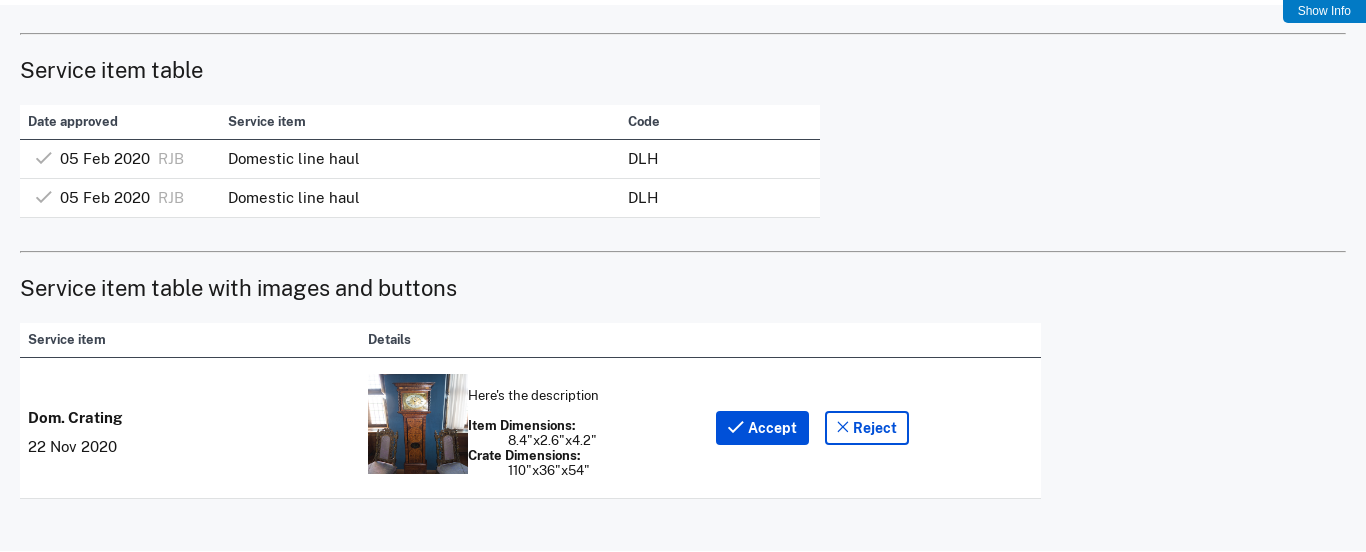 Show Info
Service item table
Date approved Service item Code
05 Feb 2020 RJB Domestic line haul DLH
05 Feb 2020 RJB Domestic line haul DLH
Service item table with images and buttons
Service item Details
Dom. Crating
22 Nov 2020
Here's the description
Item Dimensions:
8.4"x2.6"x4.2"
Crate Dimensions:
110"x36"x54"
Accept Reject